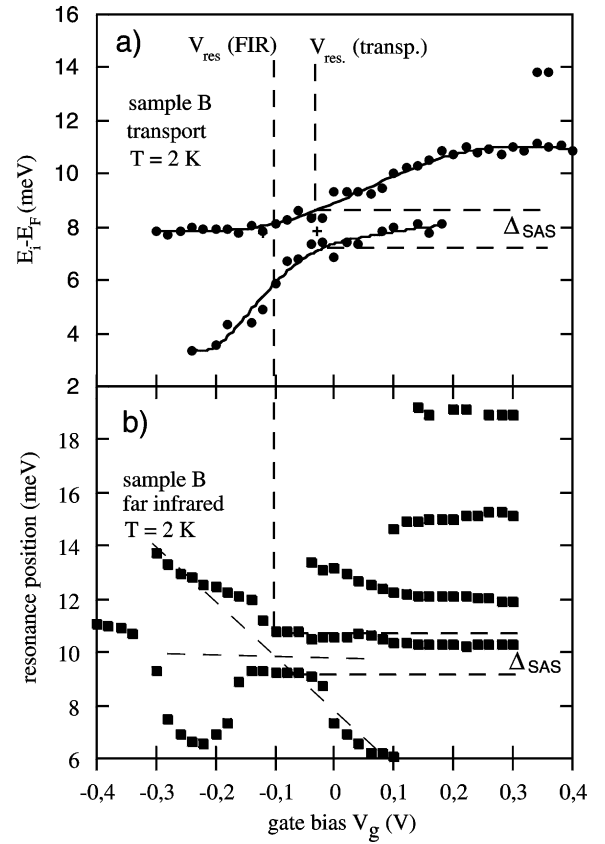 16
14
12
10
8
6
4
2
E_i-E_F (meV)
a)
V_res (FIR)
V_res. (transp.)
sample B
transport
T = 2 K
Δ_SAS
18
16
14
12
10
8
6
resonance position (meV)
b)
sample B
far infrared
T = 2 K
Δ_SAS
-0,4 -0,3 -0,2 -0,1 0 0,1 0,2 0,3 0,4
gate bias V_g (V)